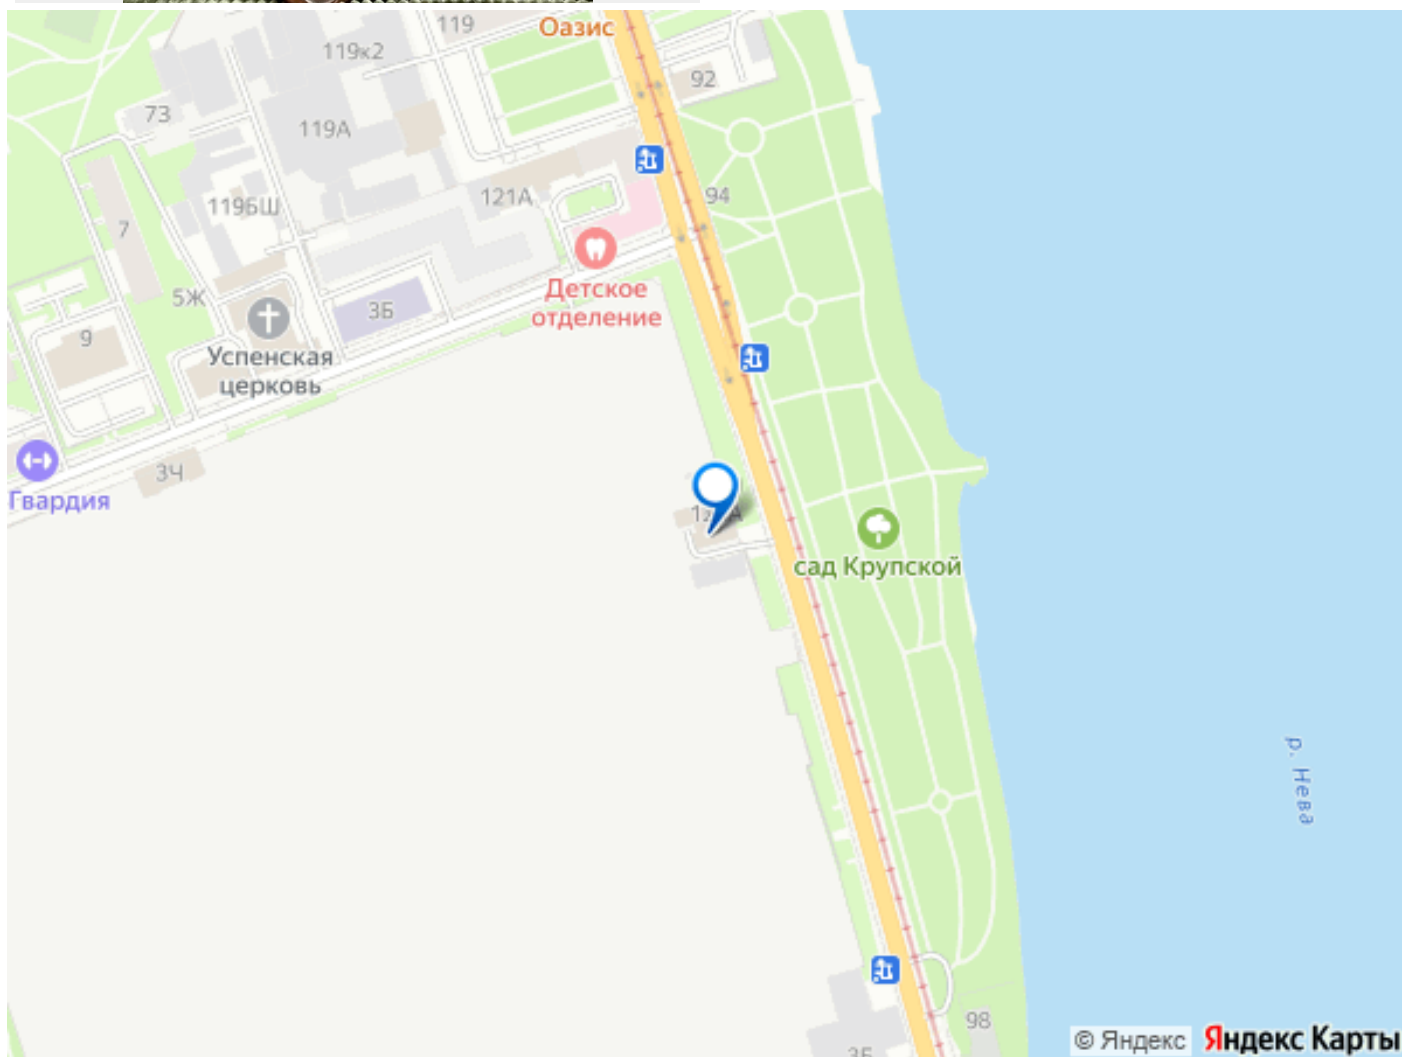 119
Оазис
119к2
92
73
119А
94
121А
119БШ
7
Детское
отделение
5Ж
3Б
9
Успенская
церковь
3Ч
Гвардия
сад Крупской
р. Нева
98
© Яндекс Яндекс Карты